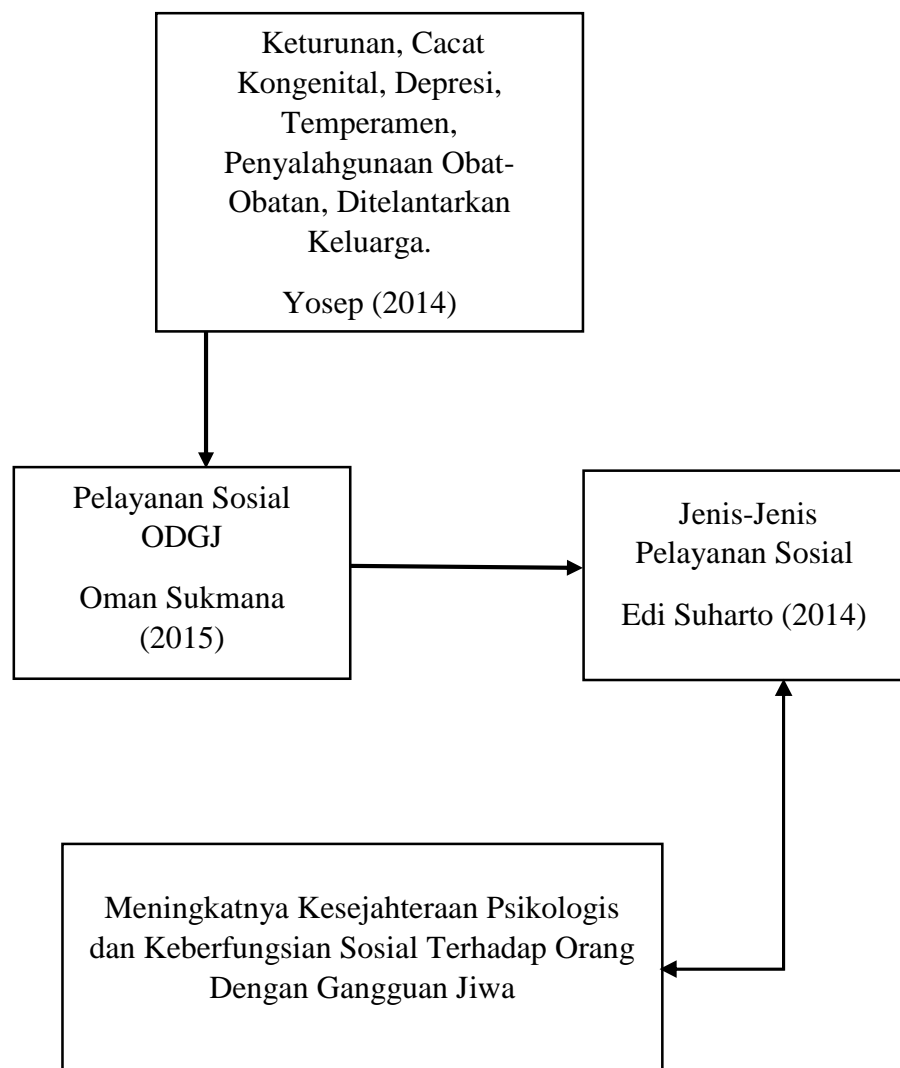 Keturunan, Cacat
Kongenital, Depresi,
Temperamen,
Penyalahgunaan Obat-
Obatan, Ditelantarkan
Keluarga.
Yosep (2014)
Pelayanan Sosial
ODGJ
Oman Sukmana
(2015)
Jenis-Jenis
Pelayanan Sosial
Edi Suharto (2014)
Meningkatnya Kesejahteraan Psikologis
dan Keberfungsian Sosial Terhadap Orang
Dengan Gangguan Jiwa